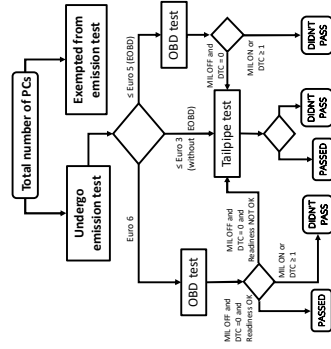 Total number of PCs
Undergo
emission test
Exempted from
emission test
Euro 6
≤ Euro 3
(without EOBD)
≤ Euro 5 (EOBD)
OBD test
OBD test
MIL OFF and
DTC = 0
MIL ON or
DTC ≥ 1
Tailpipe test
MIL OFF and
DTC = 0 and
Readiness NOT OK
MIL OFF and
DTC =0 and
Readiness OK
MIL ON or
DTC ≥ 1
PASSED
DIDN'T
PASS
PASSED
DIDN'T
PASS
DIDN'T
PASS